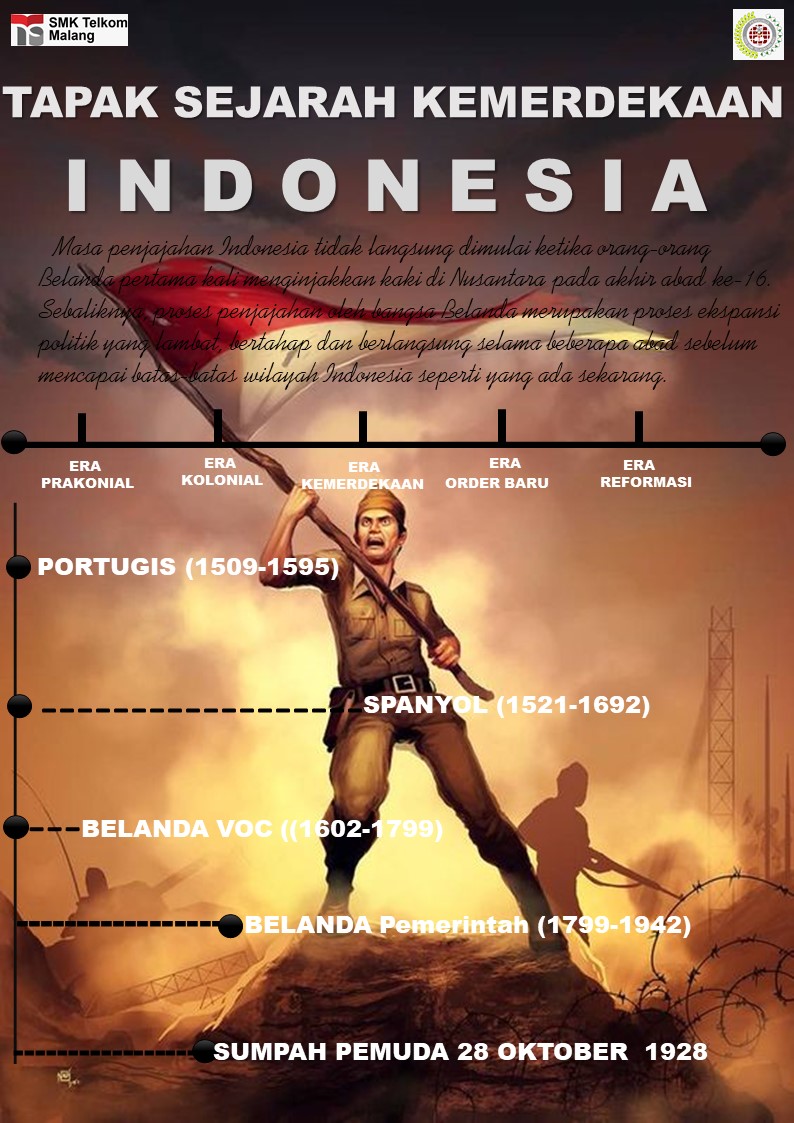 SMK Telkom
Malang
TAPAK SEJARAH KEMERDEKAAN
INDONESIA
Masa penjajahan Indonesia tidak langsung dimulai ketika orang-orang
Belanda pertama kali menginjakkan kaki di Nusantara pada akhir abad ke-16.
Sebaliknya, proses penjajahan oleh bangsa Belanda merupakan proses ekspansi
politik yang lambat, bertahap dan berlangsung selama beberapa abad sebelum
mencapai batas-batas wilayah Indonesia seperti yang ada sekarang.
ERA
PRAKONIAL
ERA
KOLONIAL
ERA
KEMERDEKAAN
ERA
ORDER BARU
ERA
REFORMASI
PORTUGIS (1509-1595)
SPANYOL (1521-1692)
BELANDA VOC ((1602-1799)
BELANDA Pemerintah (1799-1942)
SUMPAH PEMUDA 28 OKTOBER 1928